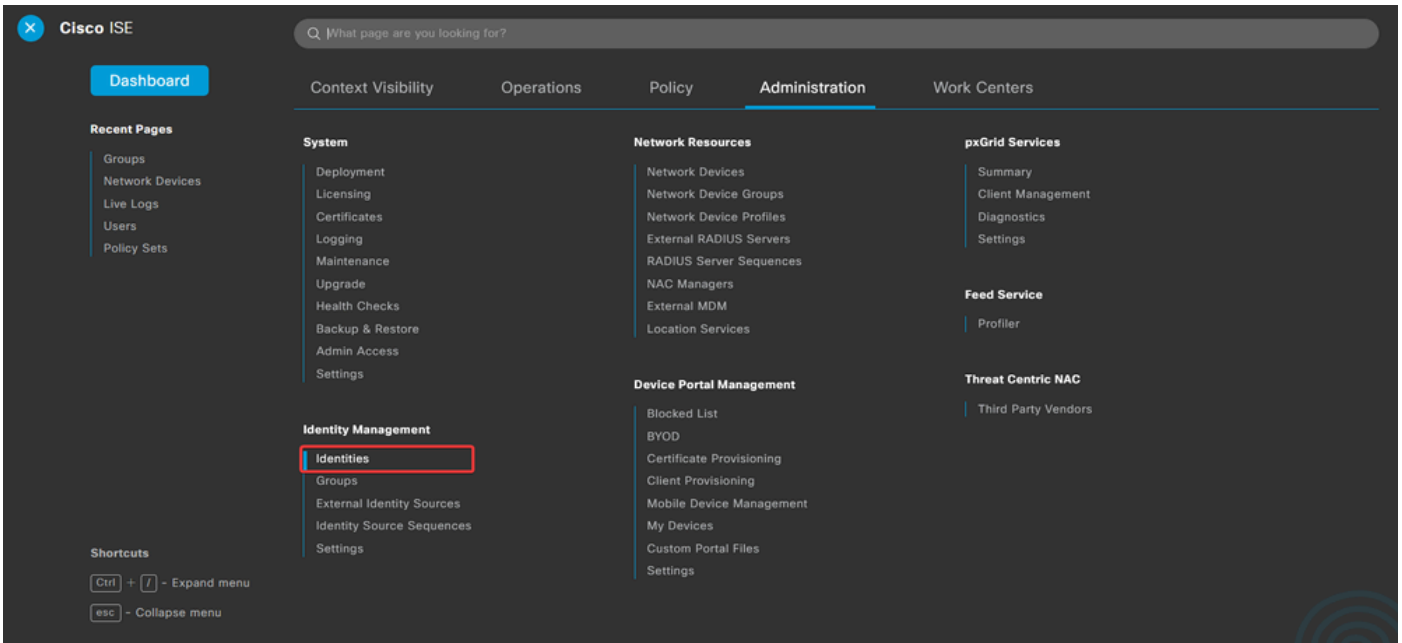 Cisco ISE
What page are you looking for?
Dashboard
Context Visibility
Operations
Policy
Administration
Work Centers
Recent Pages
Groups
Network Devices
Live Logs
Users
Policy Sets
System
Deployment
Licensing
Certificates
Logging
Maintenance
Upgrade
Health Checks
Backup & Restore
Admin Access
Settings
Identity Management
Identities
Groups
External Identity Sources
Identity Source Sequences
Settings
Network Resources
Network Devices
Network Device Groups
Network Device Profiles
External RADIUS Servers
RADIUS Server Sequences
NAC Managers
External MDM
Location Services
Device Portal Management
Blocked List
BYOD
Certificate Provisioning
Client Provisioning
Mobile Device Management
My Devices
Custom Portal Files
Settings
pxGrid Services
Summary
Client Management
Diagnostics
Settings
Feed Service
Profiler
Threat Centric NAC
Third Party Vendors
Shortcuts
Ctrl + / - Expand menu
esc - Collapse menu